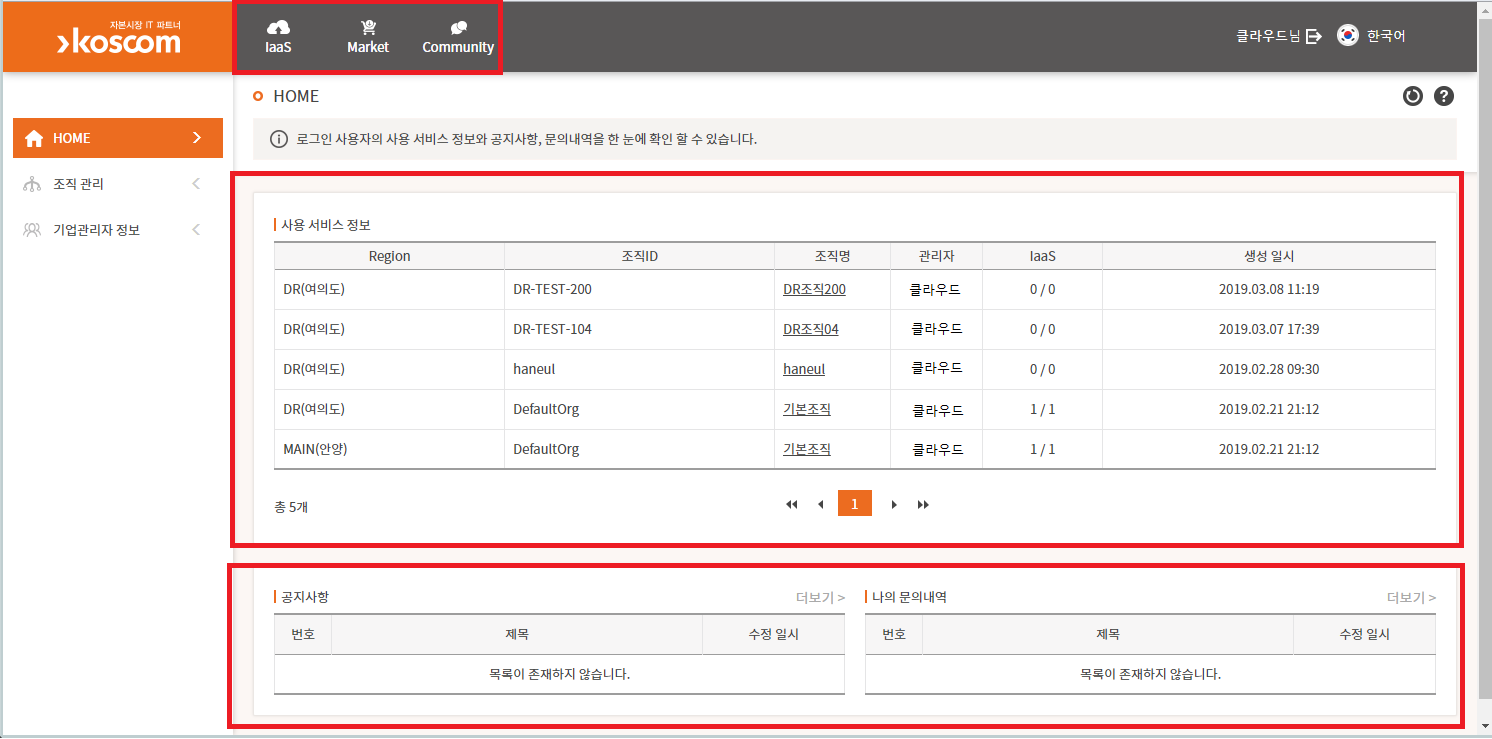 자본시장 IT 파트너
koscom
IaaS Market Community
클라우드님 한국어
HOME
조직 관리
기업관리자 정보
HOME
로그인 사용자의 사용 서비스 정보와 공지사항, 문의내역을 한 눈에 확인 할 수 있습니다.
사용 서비스 정보
Region 조직ID 조직명 관리자 IaaS 생성 일시
DR(여의도) DR-TEST-200 DR조직200 클라우드 0 / 0 2019.03.08 11:19
DR(여의도) DR-TEST-104 DR조직04 클라우드 0 / 0 2019.03.07 17:39
DR(여의도) haneul haneul 클라우드 0 / 0 2019.02.28 09:30
DR(여의도) DefaultOrg 기본조직 클라우드 1 / 1 2019.02.21 21:12
MAIN(안양) DefaultOrg 기본조직 클라우드 1 / 1 2019.02.21 21:12
총 5개 1
공지사항 더보기 >
번호 제목 수정 일시
목록이 존재하지 않습니다.
나의 문의내역 더보기 >
번호 제목 수정 일시
목록이 존재하지 않습니다.